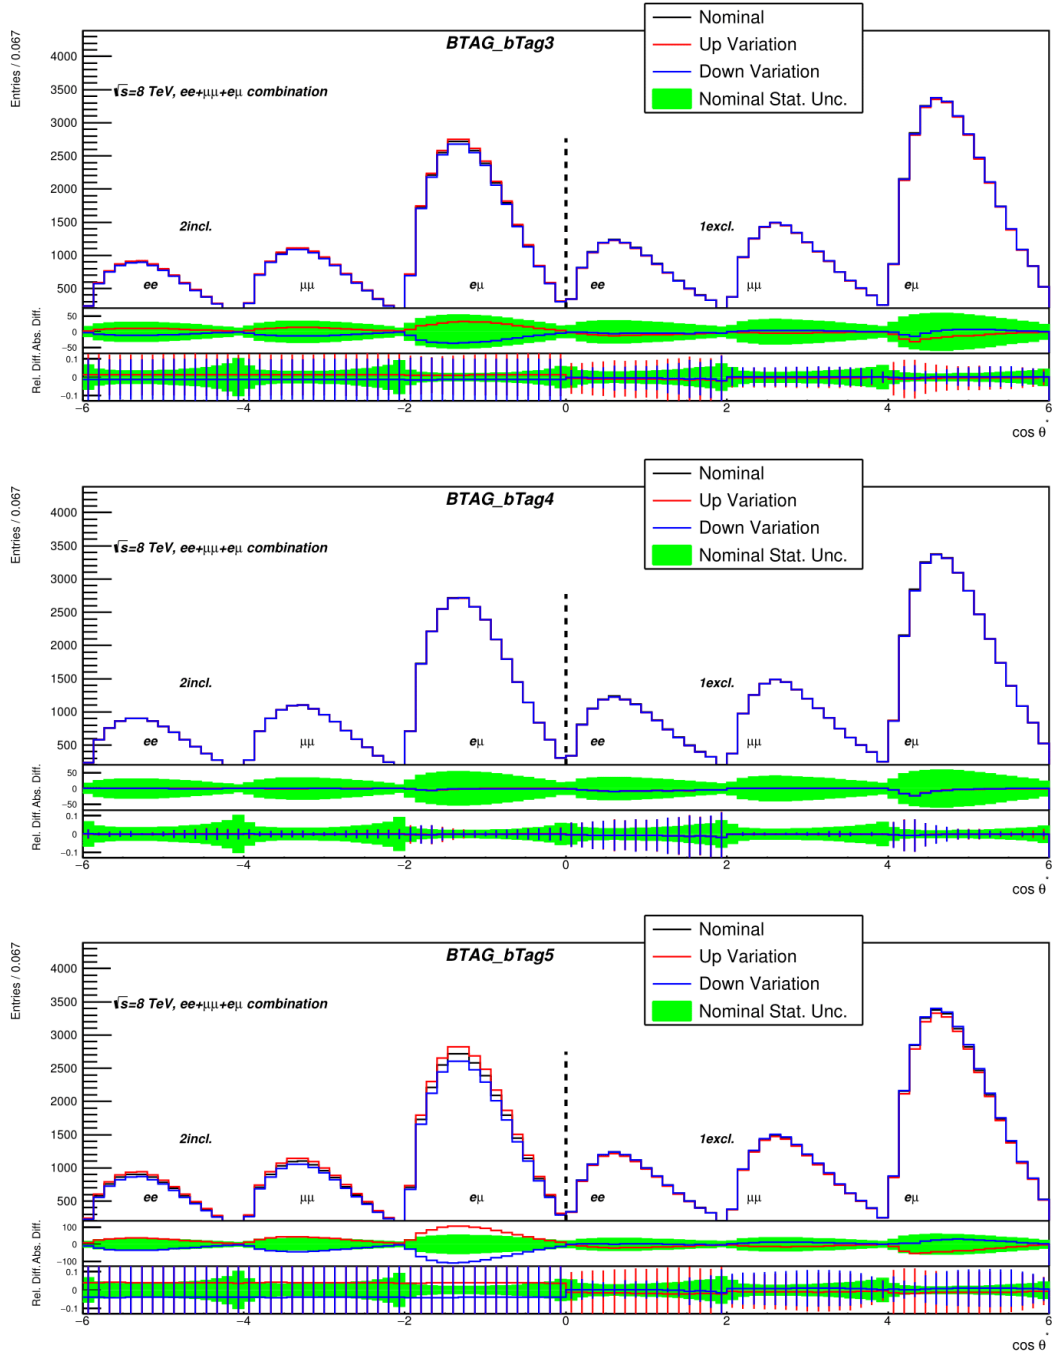 BTAG_bTag3
Nominal
Up Variation
Down Variation
Nominal Stat. Unc.
Entries / 0.067
√s=8 TeV, ee+μμ+eμ combination
4000
3500
3000
2500
2000
1500
1000
500
2incl.
1excl.
ee
μμ
eμ
ee
μμ
eμ
Abs. Diff.
50
0
−50
Rel. Diff.
0.1
0
−0.1
−6
−4
−2
0
2
4
6
cos θ*
BTAG_bTag4
Nominal
Up Variation
Down Variation
Nominal Stat. Unc.
Entries / 0.067
√s=8 TeV, ee+μμ+eμ combination
4000
3500
3000
2500
2000
1500
1000
500
2incl.
1excl.
ee
μμ
eμ
ee
μμ
eμ
Abs. Diff.
50
0
−50
Rel. Diff.
0.1
0
−0.1
−6
−4
−2
0
2
4
6
cos θ*
BTAG_bTag5
Nominal
Up Variation
Down Variation
Nominal Stat. Unc.
Entries / 0.067
√s=8 TeV, ee+μμ+eμ combination
4000
3500
3000
2500
2000
1500
1000
500
2incl.
1excl.
ee
μμ
eμ
ee
μμ
eμ
Abs. Diff.
100
0
−100
Rel. Diff.
0.1
0
−0.1
−6
−4
−2
0
2
4
6
cos θ*